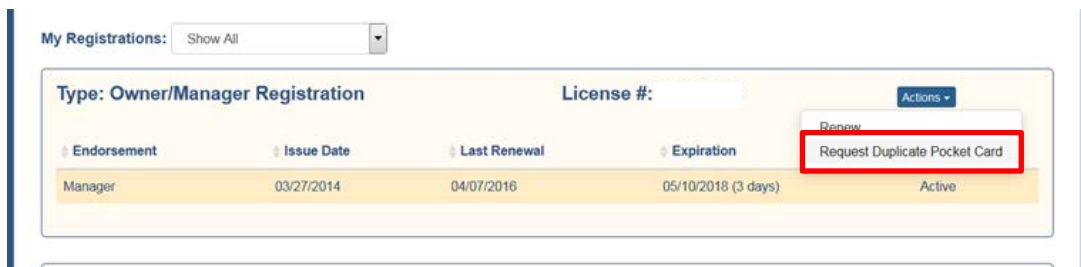 My Registrations: Show All
Type: Owner/Manager Registration License #: Actions
Renew
Request Duplicate Pocket Card
Endorsement Issue Date Last Renewal Expiration
Manager 03/27/2014 04/07/2016 05/10/2018 (3 days) Active